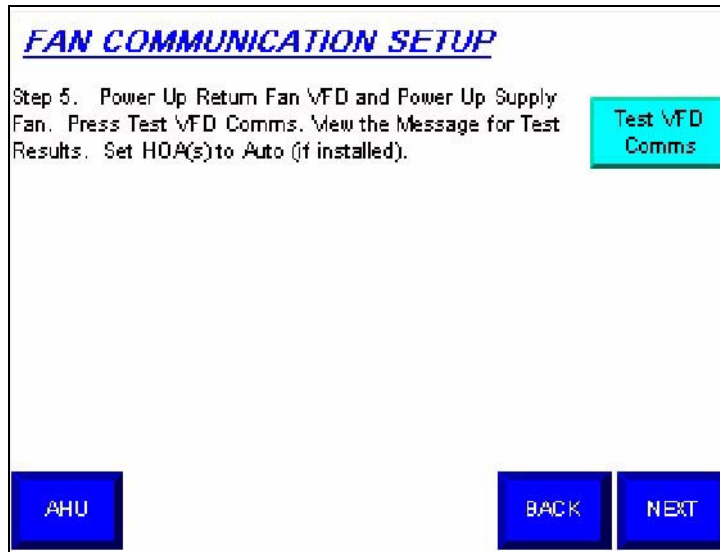 FAN COMMUNICATION SETUP
Step 5. Power Up Return Fan VFD and Power Up Supply
Fan. Press Test VFD Comms. View the Message for Test
Results. Set HOA(s) to Auto (if installed).
Test VFD
Comms
AHU
BACK
NEXT